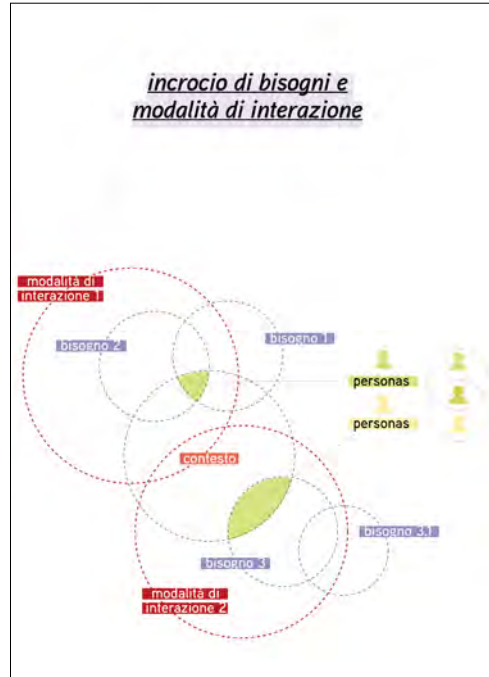 incrocio di bisogni e
modalità di interazione
modalità di
interazione 1
bisogno 2
bisogno 1
personas
personas
contesto
bisogno 3
bisogno 3.1
modalità di
interazione 2